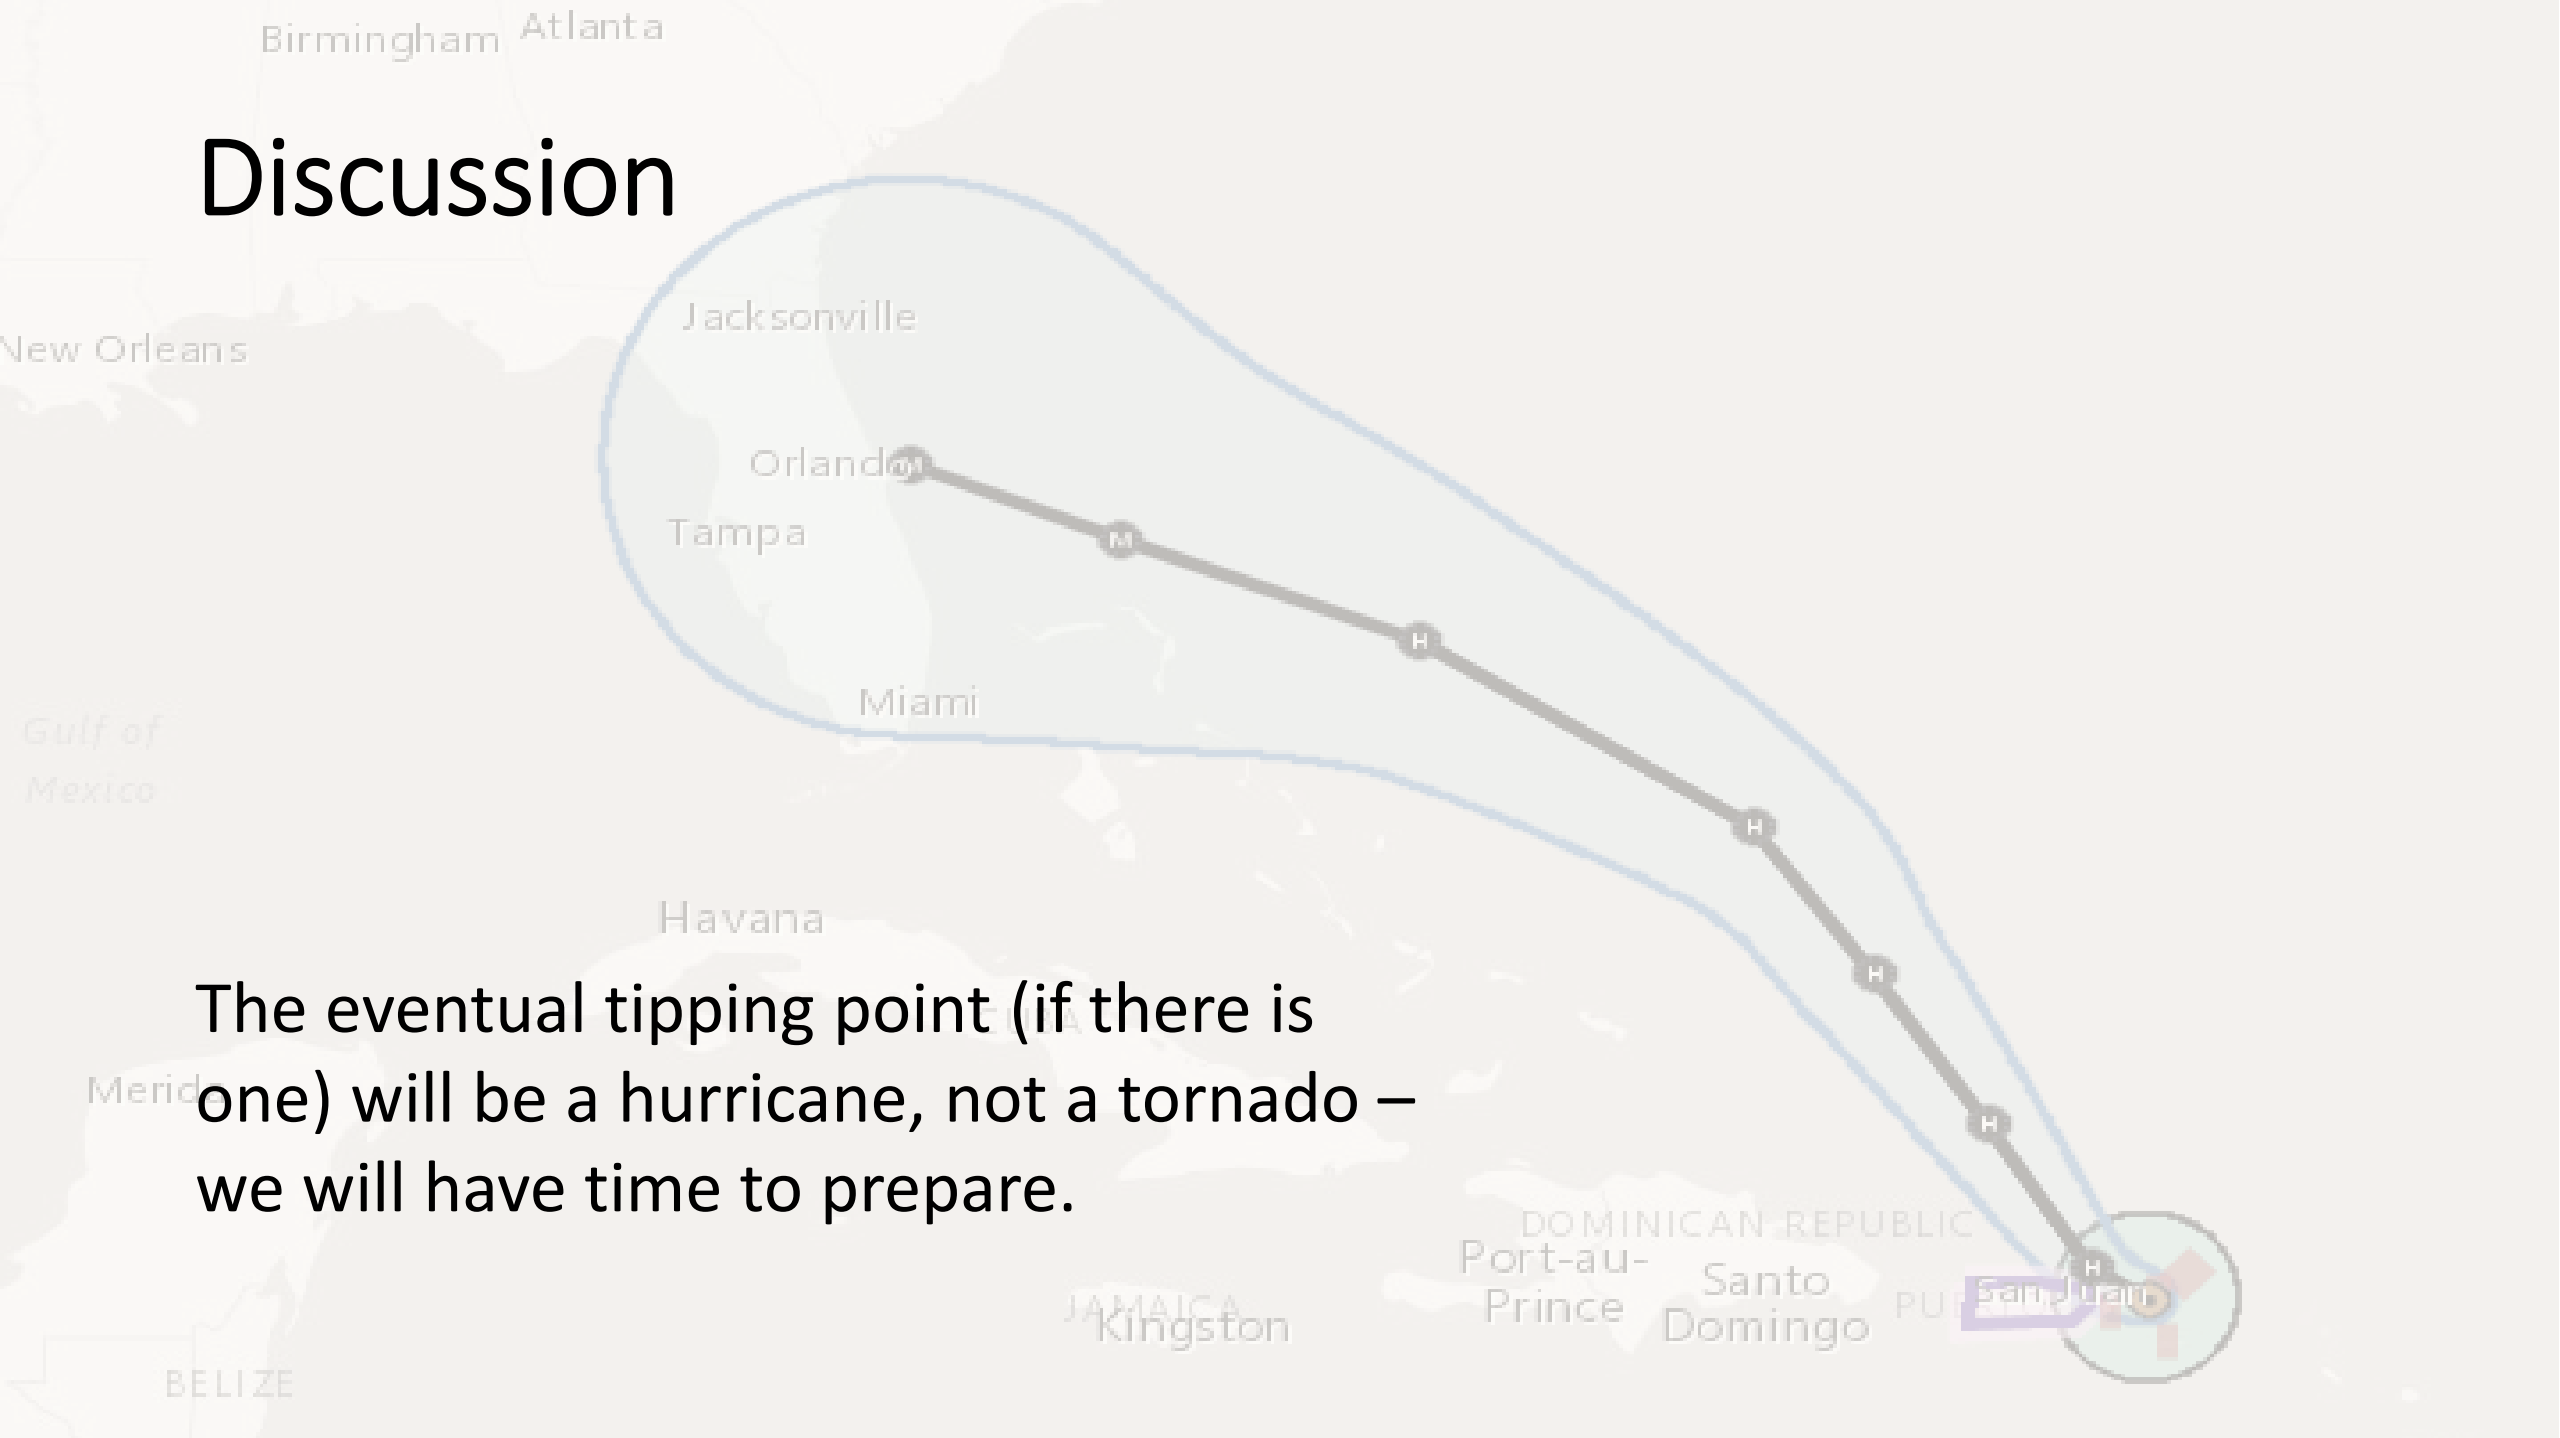 Birmingham
Atlanta
Discussion
Jacksonville
New Orleans
Orlando
M
M
Tampa
H
Miami
Gulf of
Mexico
H
Havana
H
The eventual tipping point (if there is
CUBA
Merida
one) will be a hurricane, not a tornado –
H
we will have time to prepare.
DOMINICAN REPUBLIC
Port-au-
Prince
Santo
Domingo
H
San Juan
PUE
JAMAICA
Kingston
BELIZE